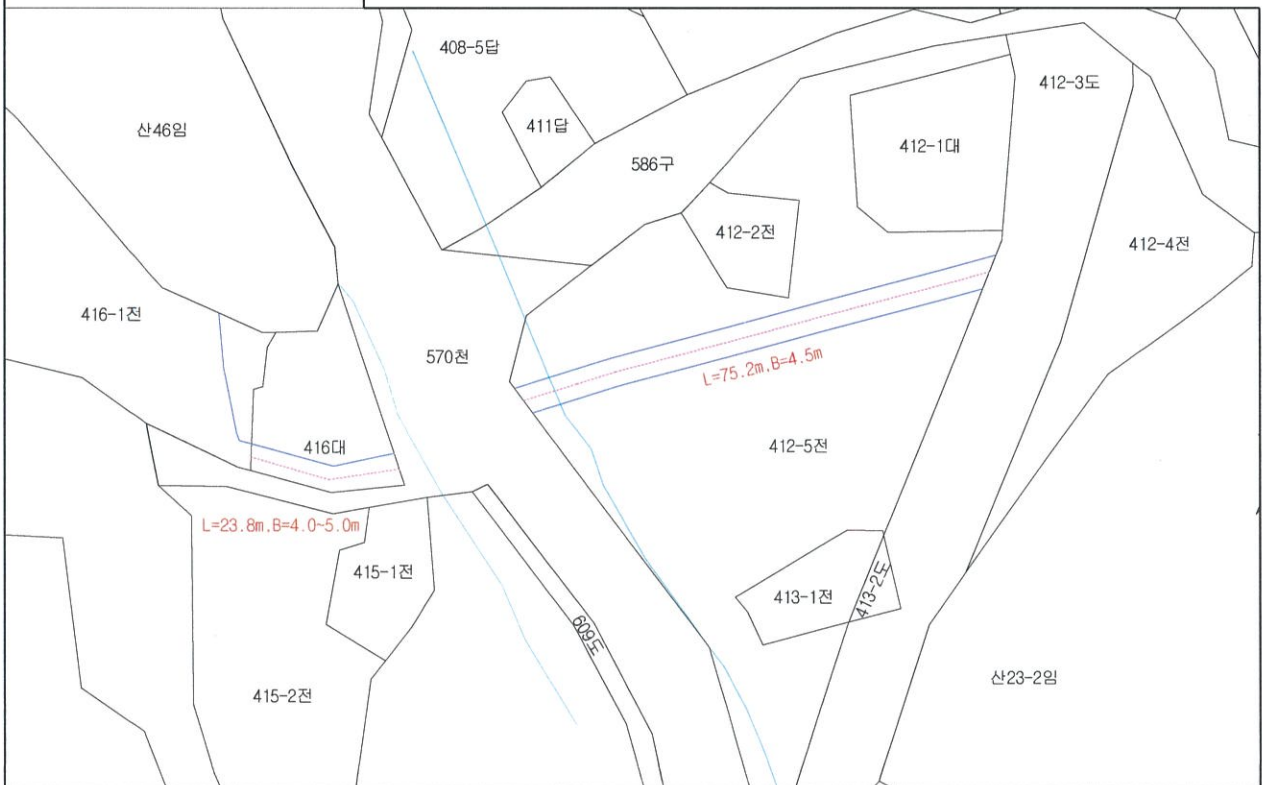 408-5답
412-3도
산46임
411답
412-1대
586구
412-2전
412-4전
416-1전
570천
L=75.2m.B=4.5m
416대
412-5전
L=23.8m.B=4.0~5.0m
415-1전
413-2도
413-1전
609도
산23-2임
415-2전